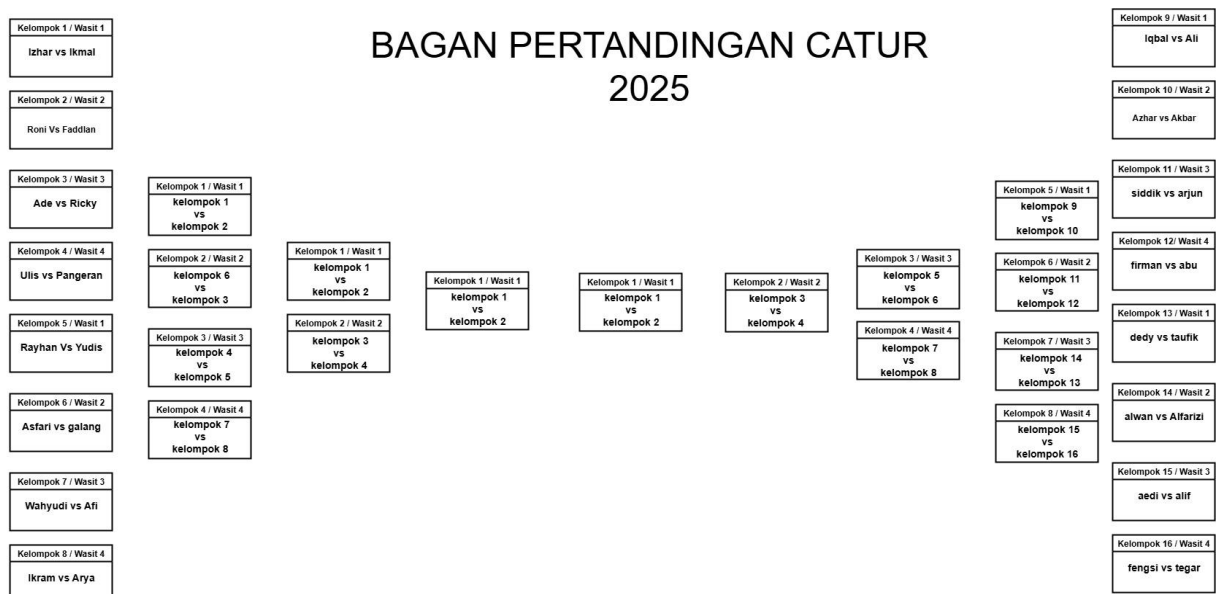 BAGAN PERTANDINGAN CATUR
2025
Kelompok 1 / Wasit 1
Izhar vs Ikmal
Kelompok 2 / Wasit 2
Roni Vs Faddlan
Kelompok 3 / Wasit 3
Ade vs Ricky
Kelompok 4 / Wasit 4
Ulis vs Pangeran
Kelompok 5 / Wasit 1
Rayhan Vs Yudis
Kelompok 6 / Wasit 2
Asfari vs galang
Kelompok 7 / Wasit 3
Wahyudi vs Afi
Kelompok 8 / Wasit 4
Ikram vs Arya
Kelompok 1 / Wasit 1
kelompok 1
vs
kelompok 2
Kelompok 2 / Wasit 2
kelompok 6
vs
kelompok 3
Kelompok 3 / Wasit 3
kelompok 4
vs
kelompok 5
Kelompok 4 / Wasit 4
kelompok 7
vs
kelompok 8
Kelompok 1 / Wasit 1
kelompok 1
vs
kelompok 2
Kelompok 2 / Wasit 2
kelompok 3
vs
kelompok 4
Kelompok 1 / Wasit 1
kelompok 1
vs
kelompok 2
Kelompok 1 / Wasit 1
kelompok 1
vs
kelompok 2
Kelompok 2 / Wasit 2
kelompok 3
vs
kelompok 4
Kelompok 3 / Wasit 3
kelompok 5
vs
kelompok 6
Kelompok 4 / Wasit 4
kelompok 7
vs
kelompok 8
Kelompok 5 / Wasit 1
kelompok 9
vs
kelompok 10
Kelompok 6 / Wasit 2
kelompok 11
vs
kelompok 12
Kelompok 7 / Wasit 3
kelompok 14
vs
kelompok 13
Kelompok 8 / Wasit 4
kelompok 15
vs
kelompok 16
Kelompok 9 / Wasit 1
Iqbal vs Ali
Kelompok 10 / Wasit 2
Azhar vs Akbar
Kelompok 11 / Wasit 3
siddik vs arjun
Kelompok 12/ Wasit 4
firman vs abu
Kelompok 13 / Wasit 1
dedy vs taufik
Kelompok 14 / Wasit 2
alwan vs Alfarizi
Kelompok 15 / Wasit 3
aedi vs alif
Kelompok 16 / Wasit 4
fengsi vs tegar